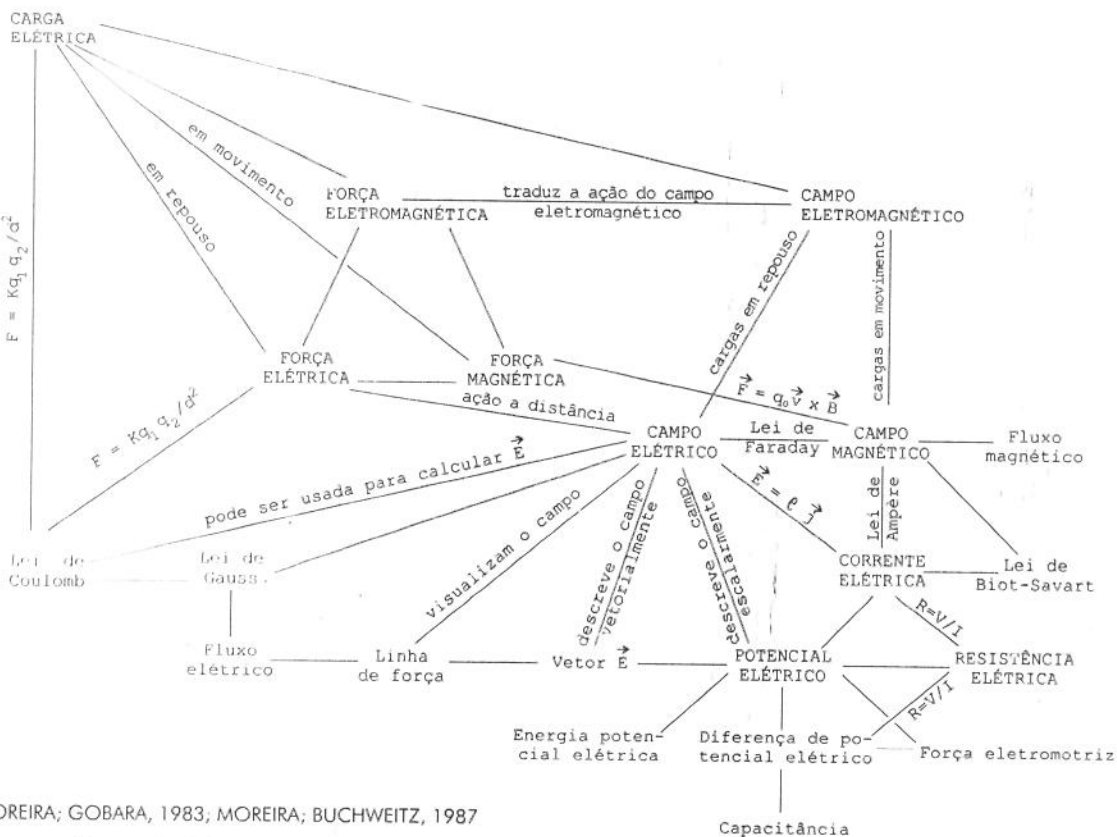 CARGA
ELÉTRICA
F = Kq₁ q₂/d²
em repouso
em movimento
FORÇA
ELETROMAGNÉTICA
traduz a ação do campo
eletromagnético
CAMPO
ELETROMAGNÉTICO
cargas em repouso
cargas em movimento
FORÇA
ELÉTRICA
FORÇA
MAGNÉTICA
ação a distância
F⃗ = q₀v⃗ x B⃗
F = Kq₁ q₂/d²
CAMPO
ELÉTRICO
Lei de
Faraday
CAMPO
MAGNÉTICO
Fluxo
magnético
pode ser usada para calcular E⃗
E⃗ = ρ J⃗
Lei de
Ampère
Lei de
Coulomb
Lei de
Gauss
visualizam o campo
descreve o campo
vetorialmente
descreve o campo
escalarmente
CORRENTE
ELÉTRICA
Lei de
Biot-Savart
R=V/I
Fluxo
elétrico
Linha
de força
Vetor E⃗
POTENCIAL
ELÉTRICO
RESISTÊNCIA
ELÉTRICA
R=V/I
Energia poten-
cial elétrica
Diferença de po-
tencial elétrico
Força eletromotriz
Capacitância
OREIRA; GOBARA, 1983; MOREIRA; BUCHWEITZ, 1987